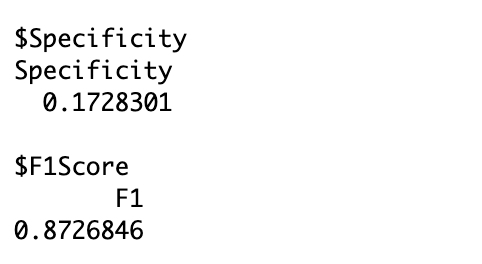 $Specificity
Specificity
  0.1728301

$F1Score
       F1
0.8726846